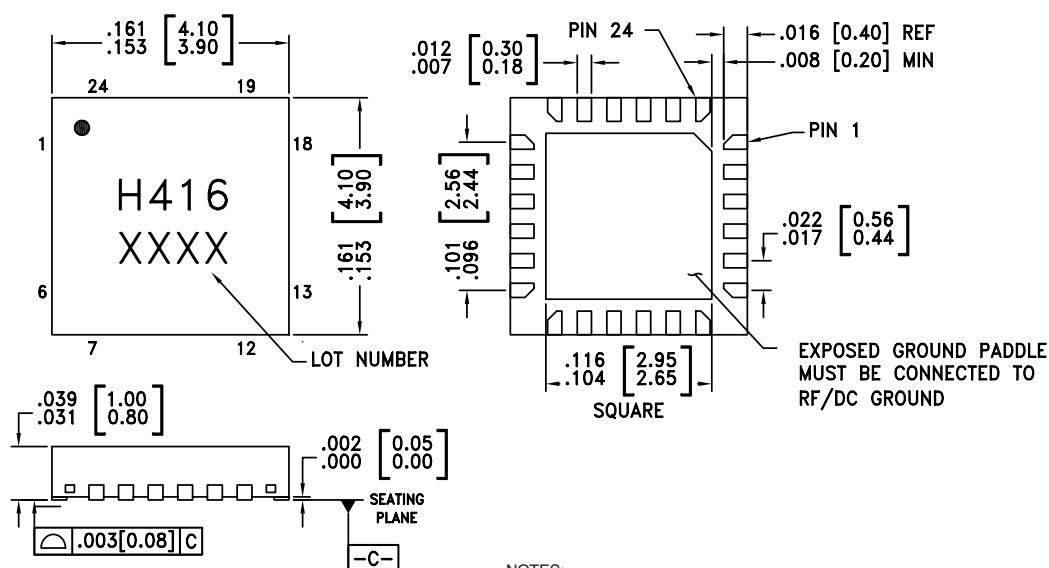 .161 [4.10]
.153 [3.90]
24
19
1
18
H416
XXXX
6
13
7
12
.161 [4.10]
.153 [3.90]
LOT NUMBER
.012 [0.30]
.007 [0.18]
PIN 24
.016 [0.40] REF
.008 [0.20] MIN
PIN 1
.101 [2.56]
.096 [2.44]
.022 [0.56]
.017 [0.44]
.116 [2.95]
.104 [2.65]
SQUARE
EXPOSED GROUND PADDLE
MUST BE CONNECTED TO
RF/DC GROUND
.039 [1.00]
.031 [0.80]
.002 [0.05]
.000 [0.00]
SEATING
PLANE
.003[0.08] C
-C-
NOTES: